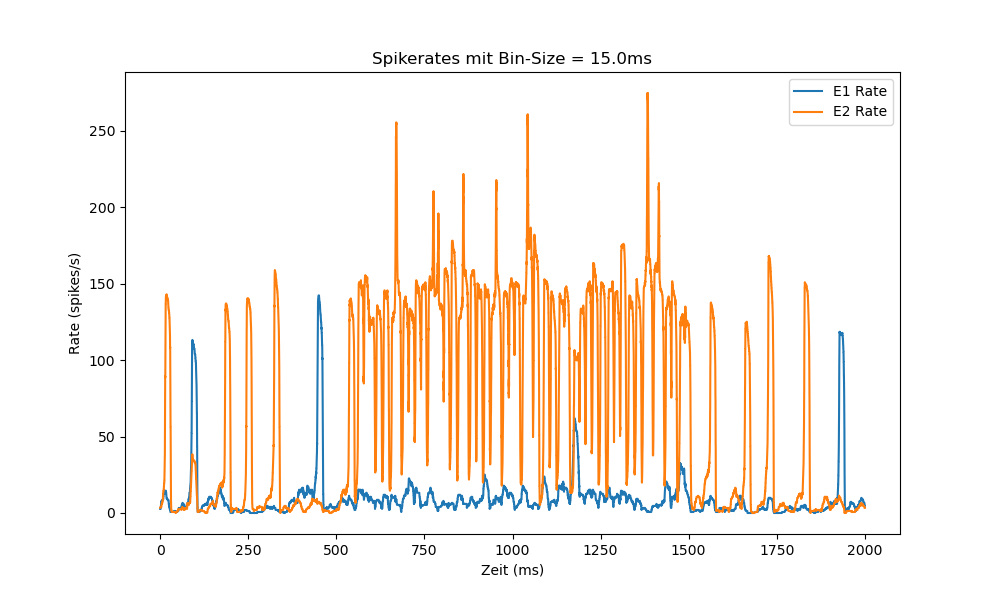 Spikerates mit Bin-Size = 15.0ms
E1 Rate
E2 Rate
Rate (spikes/s)
250
200
150
100
50
0
0 250 500 750 1000 1250 1500 1750 2000
Zeit (ms)